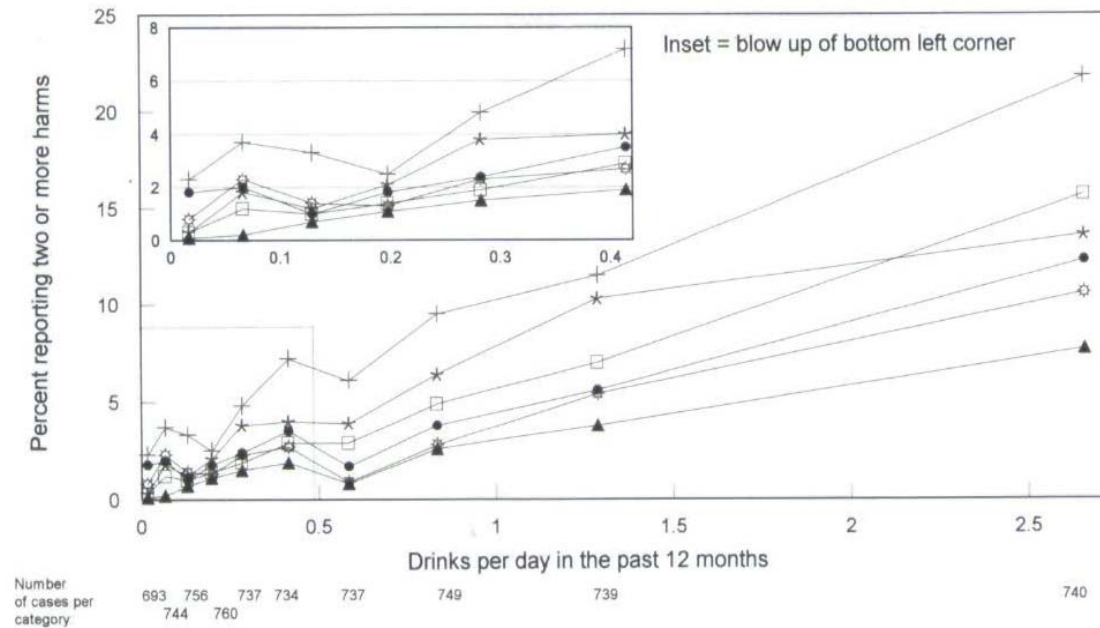 25
8
Inset = blow up of bottom left corner
20
6
4
15
2
0
0 0.1 0.2 0.3 0.4
10
5
0
0 0.5 1 1.5 2 2.5
Percent reporting two or more harms
Drinks per day in the past 12 months
Number
of cases per
category
693 756 737 734 737 749 739 740
744 760